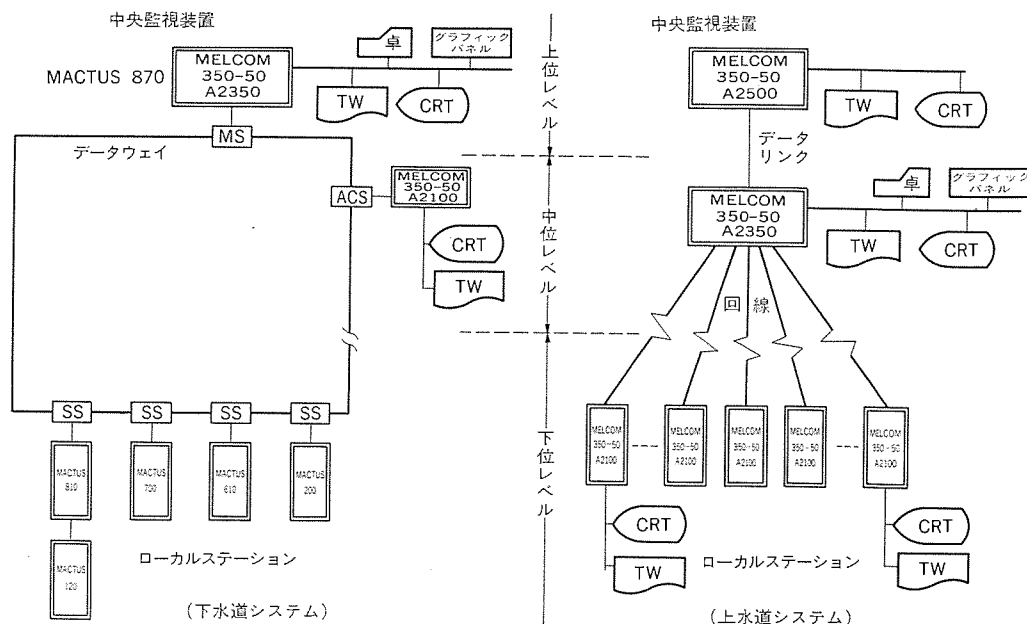 中央監視装置
MACTUS 870
MELCOM
350-50
A2350
卓
グラフィック
パネル
TW
CRT
MS
データウェイ
ACS
MELCOM
350-50
A2100
CRT
TW
SS
SS
SS
SS
MACTUS
810
MACTUS
700
MACTUS
610
MACTUS
200
MACTUS
120
ローカルステーション
(下水道システム)
上位レベル
中位レベル
下位レベル
中央監視装置
MELCOM
350-50
A2500
TW
CRT
データ
リンク
MELCOM
350-50
A2350
卓
グラフィック
パネル
TW
CRT
回線
MELCOM
350-50
A2100
MELCOM
350-50
A2100
MELCOM
350-50
A2100
MELCOM
350-50
A2100
MELCOM
350-50
A2100
CRT
TW
CRT
TW
ローカルステーション
(上水道システム)